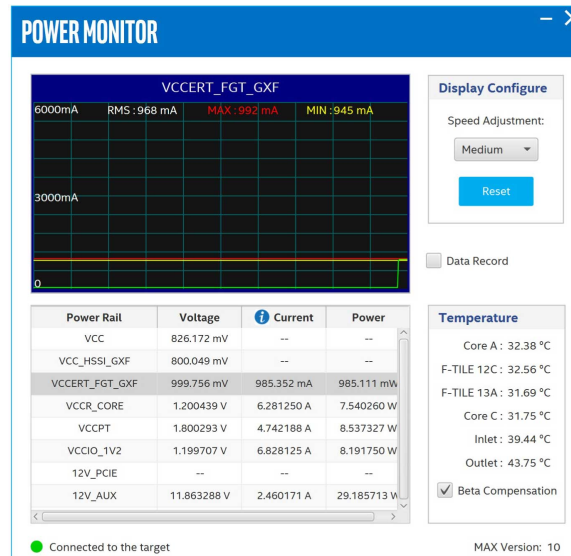 POWER MONITOR
VCCERT_FGT_GXF
6000mA RMS :968 mA MAX :992 mA MIN :945 mA
3000mA
0
Display Configure
Speed Adjustment:
Medium
Reset
Data Record
Power Rail Voltage i Current Power
VCC 826.172 mV -- --
VCC_HSSI_GXF 800.049 mV -- --
VCCERT_FGT_GXF 999.756 mV 985.352 mA 985.111 mW
VCCR_CORE 1.200439 V 6.281250 A 7.540260 W
VCCPT 1.800293 V 4.742188 A 8.537327 W
VCCIO_1V2 1.199707 V 6.828125 A 8.191750 W
12V_PCIE -- -- --
12V_AUX 11.863288 V 2.460171 A 29.185713 W
Temperature
Core A : 32.38 °C
F-TILE 12C : 32.56 °C
F-TILE 13A : 31.69 °C
Core C : 31.75 °C
Inlet : 39.44 °C
Outlet : 43.75 °C
Beta Compensation
Connected to the target
MAX Version: 10